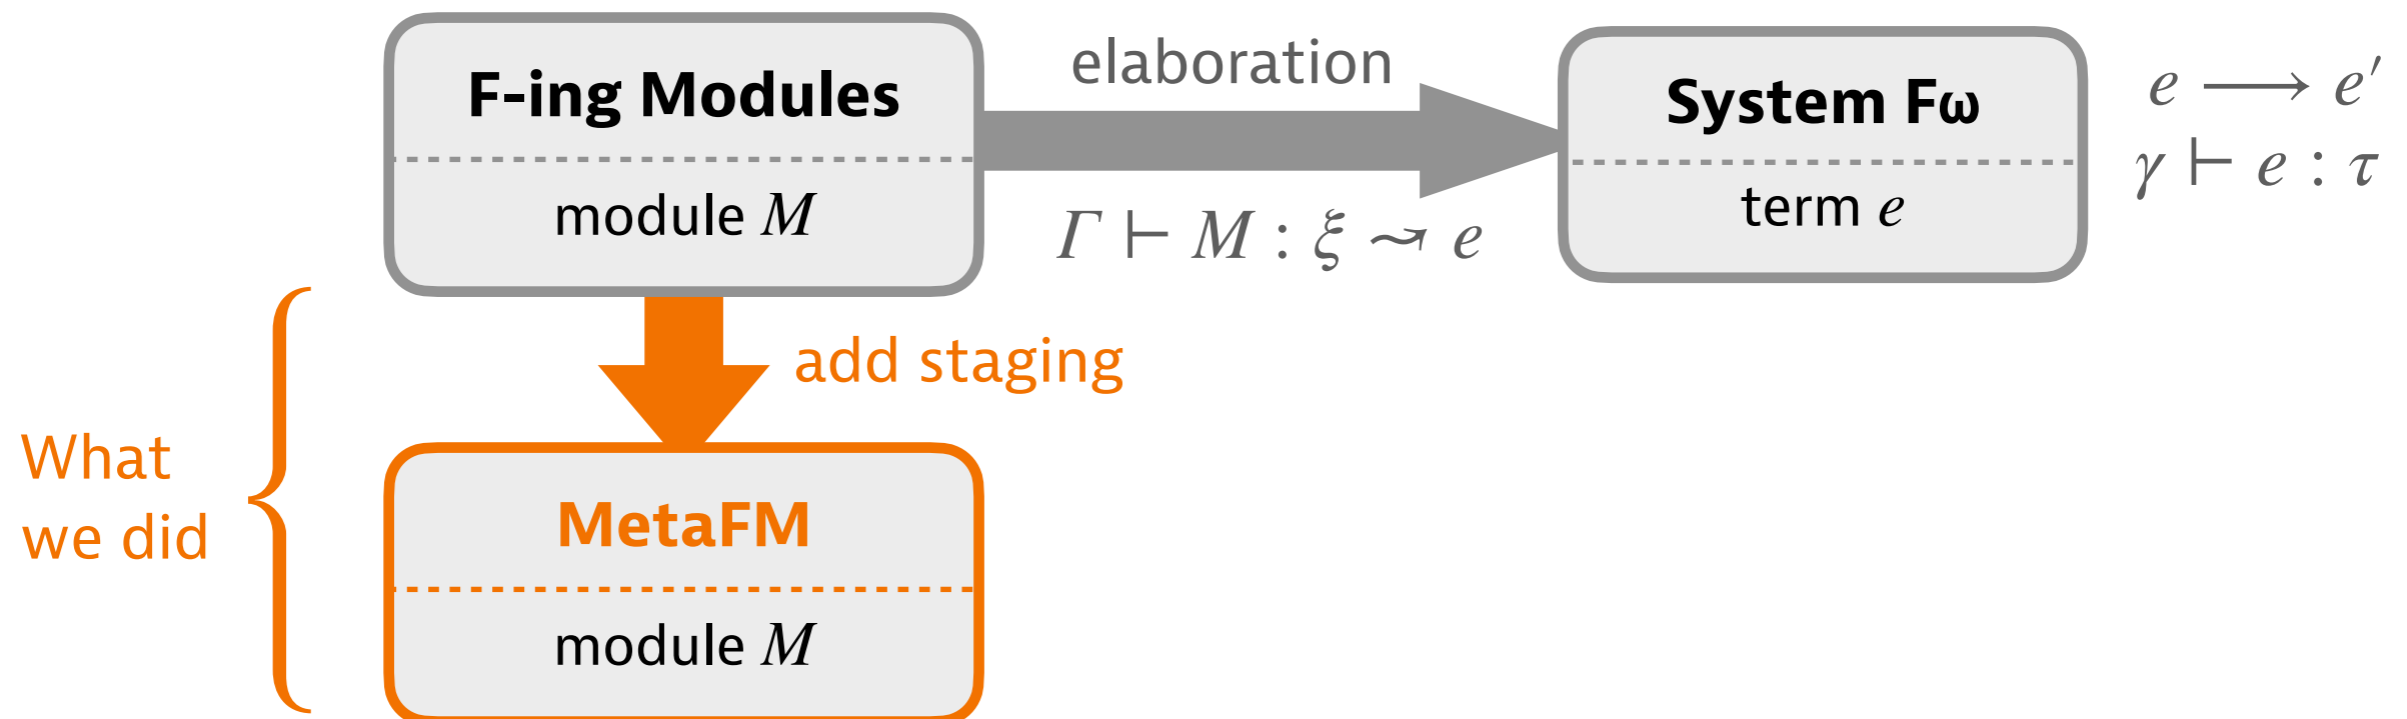 F-ing Modules
module M
elaboration
Γ ⊢ M : ξ ⤳ e
System Fω
term e
e ⟶ e′
γ ⊢ e : τ
add staging
What
we did
MetaFM
module M